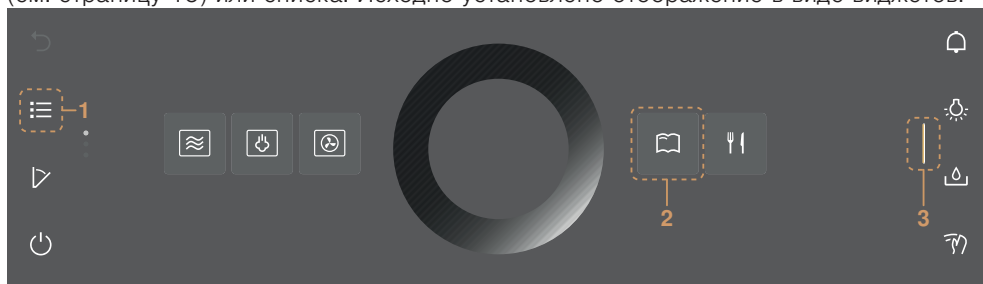 (см. страницу или списка. Исходно установлено отображение в виде виджетов.
1
2
3